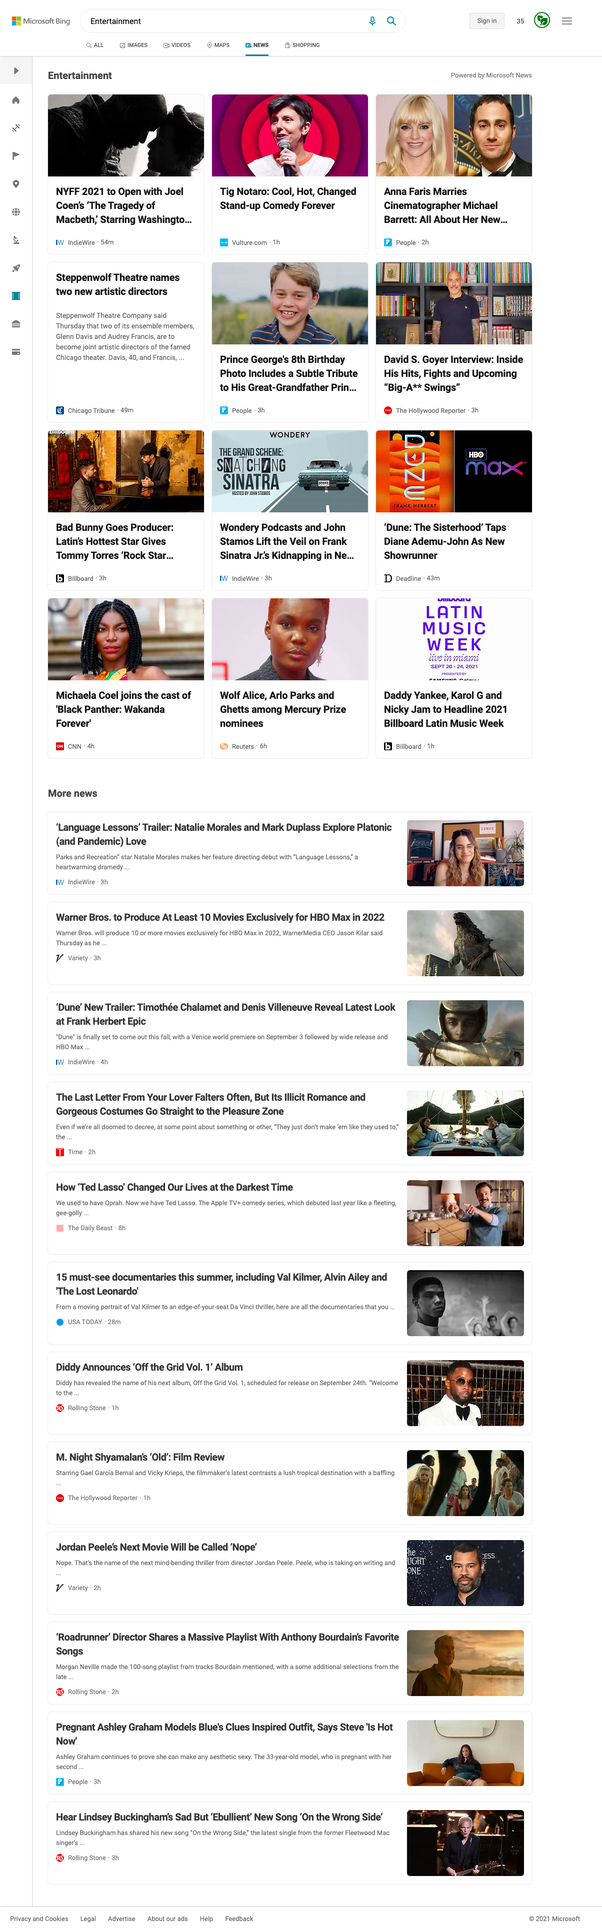 Microsoft Bing
Entertainment
Sign in
35
ALL
IMAGES
VIDEOS
MAPS
NEWS
SHOPPING
Entertainment
Powered by Microsoft News
NYFF 2021 to Open with Joel
Coen's 'The Tragedy of
Macbeth,' Starring Washingto...
IndieWire · 54m
Tig Notaro: Cool, Hot, Changed
Stand-up Comedy Forever
Vulture.com · 1h
Anna Faris Marries
Cinematographer Michael
Barrett: All About Her New...
People · 2h
Steppenwolf Theatre names
two new artistic directors
Steppenwolf Theatre Company said
Thursday that two of its ensemble members,
Glenn Davis and Audrey Francis, are to
become joint artistic directors of the famed
Chicago theater. Davis, 40, and Francis, ...
Chicago Tribune · 49m
Prince George's 8th Birthday
Photo Includes a Subtle Tribute
to His Great-Grandfather Prin...
People · 3h
David S. Goyer Interview: Inside
His Hits, Fights and Upcoming
"Big-A** Swings"
The Hollywood Reporter · 3h
Bad Bunny Goes Producer:
Latin's Hottest Star Gives
Tommy Torres 'Rock Star...
Billboard · 3h
WONDERY
THE GRAND SCHEME:
SNATCHING
SINATRA
HOSTED BY JOHN STAMOS
Wondery Podcasts and John
Stamos Lift the Veil on Frank
Sinatra Jr.'s Kidnapping in Ne...
IndieWire · 3h
DUNE
FRANK HERBERT
HBO
max
'Dune: The Sisterhood' Taps
Diane Ademu-John As New
Showrunner
Deadline · 43m
Michaela Coel joins the cast of
'Black Panther: Wakanda
Forever'
CNN · 4h
Wolf Alice, Arlo Parks and
Ghetts among Mercury Prize
nominees
Reuters · 6h
billboard
LATIN
MUSIC
WEEK
live in miami
SEPT 20 - 24, 2021
PRESENTED BY
Daddy Yankee, Karol G and
Nicky Jam to Headline 2021
Billboard Latin Music Week
Billboard · 1h
More news
'Language Lessons' Trailer: Natalie Morales and Mark Duplass Explore Platonic
(and Pandemic) Love
Parks and Recreation" star Natalie Morales makes her feature directing debut with "Language Lessons," a
heartwarming dramedy ...
IndieWire · 3h
Warner Bros. to Produce At Least 10 Movies Exclusively for HBO Max in 2022
Warner Bros. will produce 10 or more movies exclusively for HBO Max in 2022, WarnerMedia CEO Jason Kilar said
Thursday as he ...
Variety · 3h
'Dune' New Trailer: Timothée Chalamet and Denis Villeneuve Reveal Latest Look
at Frank Herbert Epic
"Dune" is finally set to come out this fall, with a Venice world premiere on September 3 followed by wide release and
HBO Max ...
IndieWire · 4h
The Last Letter From Your Lover Falters Often, But Its Illicit Romance and
Gorgeous Costumes Go Straight to the Pleasure Zone
Even if we're all doomed to decree, at some point about something or other, "They just don't make 'em like they used to,"
the ...
Time · 2h
How 'Ted Lasso' Changed Our Lives at the Darkest Time
We used to have Oprah. Now we have Ted Lasso. The Apple TV+ comedy series, which debuted last year like a fleeting,
gee-golly ...
The Daily Beast · 8h
15 must-see documentaries this summer, including Val Kilmer, Alvin Ailey and
'The Lost Leonardo'
From a moving portrait of Val Kilmer to an edge-of-your-seat Da Vinci thriller, here are all the documentaries that you ...
USA TODAY · 28m
Diddy Announces 'Off the Grid Vol. 1' Album
Diddy has revealed the name of his next album, Off the Grid Vol. 1, scheduled for release on September 24th. "Welcome
to the ...
Rolling Stone · 1h
M. Night Shyamalan's 'Old': Film Review
Starring Gael García Bernal and Vicky Krieps, the filmmaker's latest contrasts a lush tropical destination with a baffling
...
The Hollywood Reporter · 1h
Jordan Peele's Next Movie Will be Called 'Nope'
Nope. That's the name of the next mind-bending thriller from director Jordan Peele. Peele, who is taking on writing and
...
Variety · 2h
'Roadrunner' Director Shares a Massive Playlist With Anthony Bourdain's Favorite
Songs
Morgan Neville made the 100-song playlist from tracks Bourdain mentioned, with a some additional selections from the
late ...
Rolling Stone · 2h
Pregnant Ashley Graham Models Blue's Clues Inspired Outfit, Says Steve 'Is Hot
Now'
Ashley Graham continues to prove she can make any aesthetic sexy. The 33-year-old model, who is pregnant with her
second ...
People · 3h
Hear Lindsey Buckingham's Sad But 'Ebullient' New Song 'On the Wrong Side'
Lindsey Buckingham has shared his new song "On the Wrong Side," the latest single from the former Fleetwood Mac
singer's ...
Rolling Stone · 3h
Privacy and Cookies
Legal
Advertise
About our ads
Help
Feedback
© 2021 Microsoft